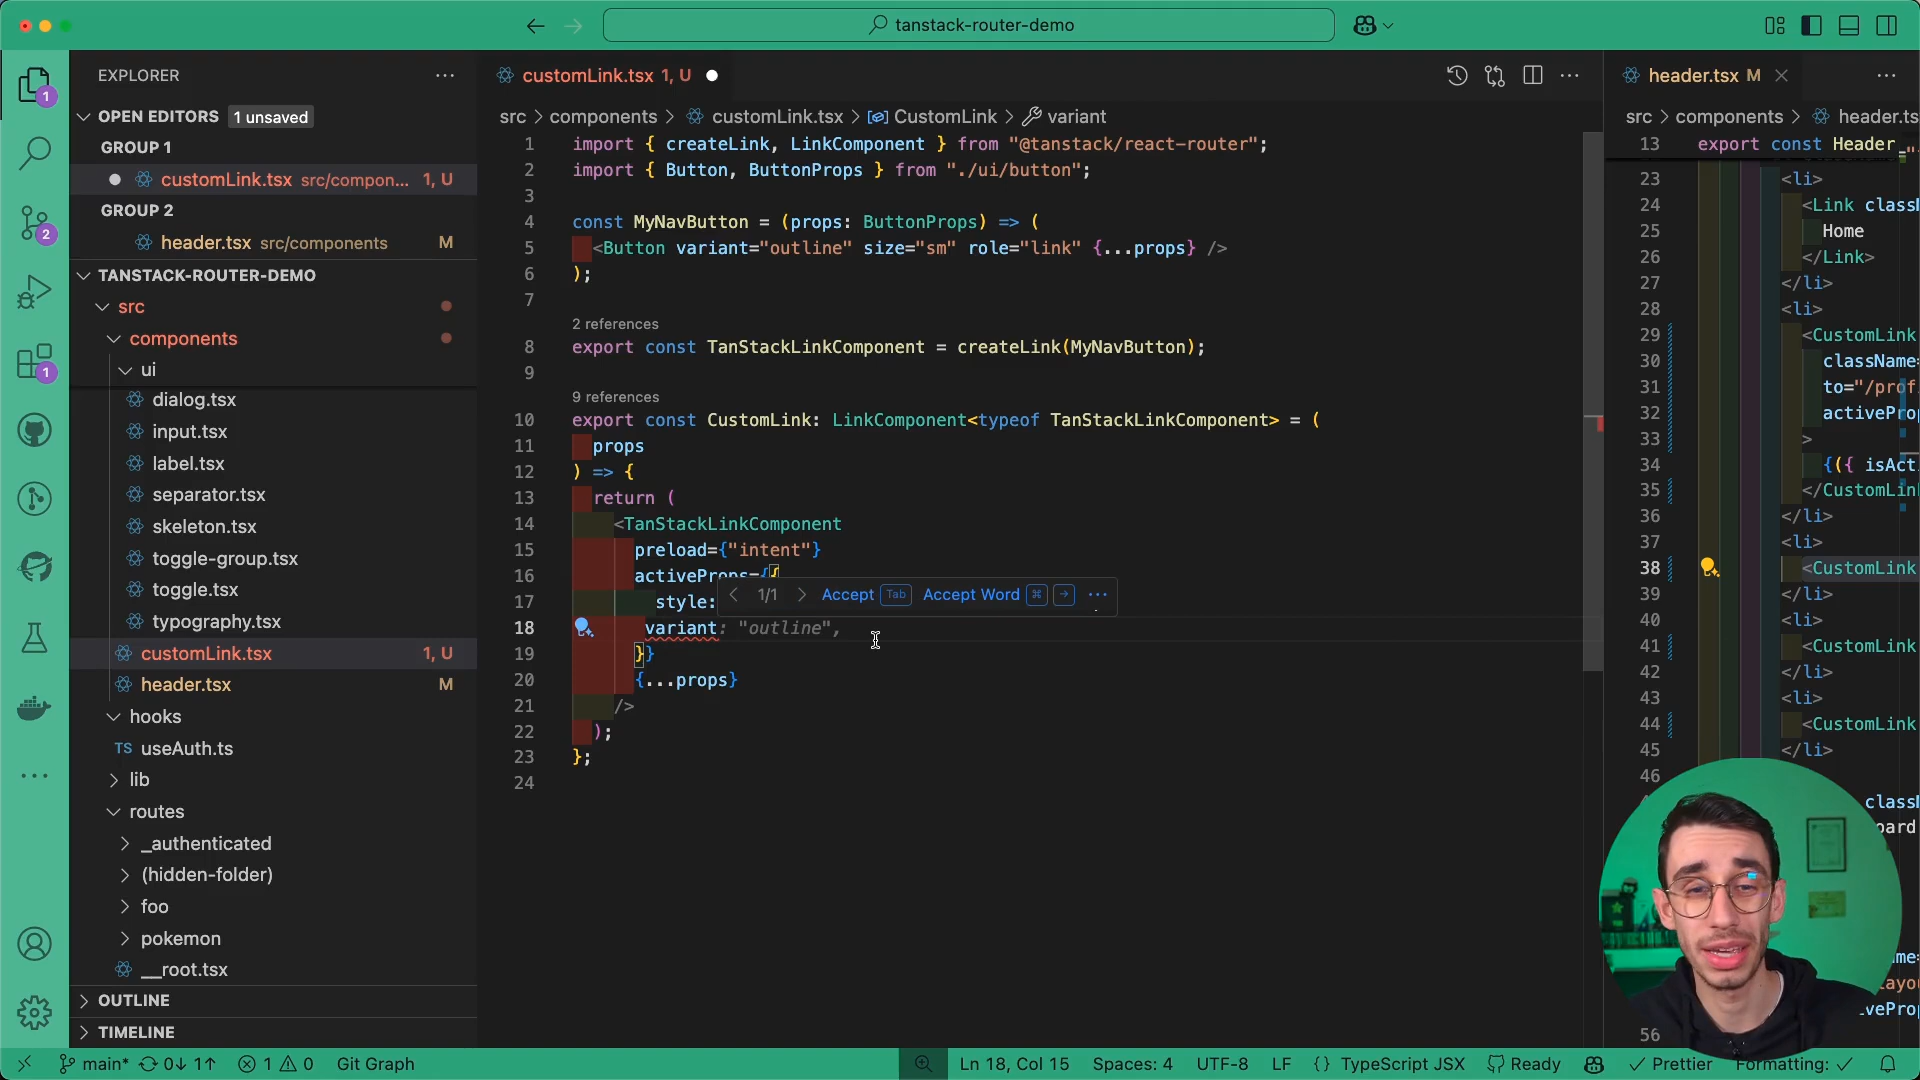 tanstack-router-demo
EXPLORER
OPEN EDITORS 1 unsaved
GROUP 1
customLink.tsx src/compon... 1, U
GROUP 2
header.tsx src/components M
TANSTACK-ROUTER-DEMO
src
components
ui
dialog.tsx
input.tsx
label.tsx
separator.tsx
skeleton.tsx
toggle-group.tsx
toggle.tsx
typography.tsx
customLink.tsx 1, U
header.tsx M
hooks
TS useAuth.ts
lib
routes
_authenticated
(hidden-folder)
foo
pokemon
__root.tsx
OUTLINE
TIMELINE
1
2
1
customLink.tsx 1, U
src > components > customLink.tsx > CustomLink > variant
1 import { createLink, LinkComponent } from "@tanstack/react-router";
2 import { Button, ButtonProps } from "./ui/button";
3
4 const MyNavButton = (props: ButtonProps) => (
5 <Button variant="outline" size="sm" role="link" {...props} />
6 );
7
2 references
8 export const TanStackLinkComponent = createLink(MyNavButton);
9
9 references
10 export const CustomLink: LinkComponent<typeof TanStackLinkComponent> = (
11 props
12 ) => {
13 return (
14 <TanStackLinkComponent
15 preload={"intent"}
16 activeProps={{
< 1/1 > Accept Tab Accept Word ⌘ → ...
17 style:
18 variant: "outline",
19 }}
20 {...props}
21 />
22 );
23 };
24
header.tsx M
src > components > header.ts
13 export const Header
23 <li>
24 <Link class
25 Home
26 </Link>
27 </li>
28 <li>
29 <CustomLink
30 className=
31 to="/prof
32 activePro
33 >
34 {({ isAct
35 </CustomLin
36 </li>
37 <li>
38 <CustomLink
39 </li>
40 <li>
41 <CustomLink
42 </li>
43 <li>
44 <CustomLink
45 </li>
46
56
main* 0↓ 1↑ 1 0 Git Graph
Ln 18, Col 15 Spaces: 4 UTF-8 LF {} TypeScript JSX Ready Prettier Formatting: ✓